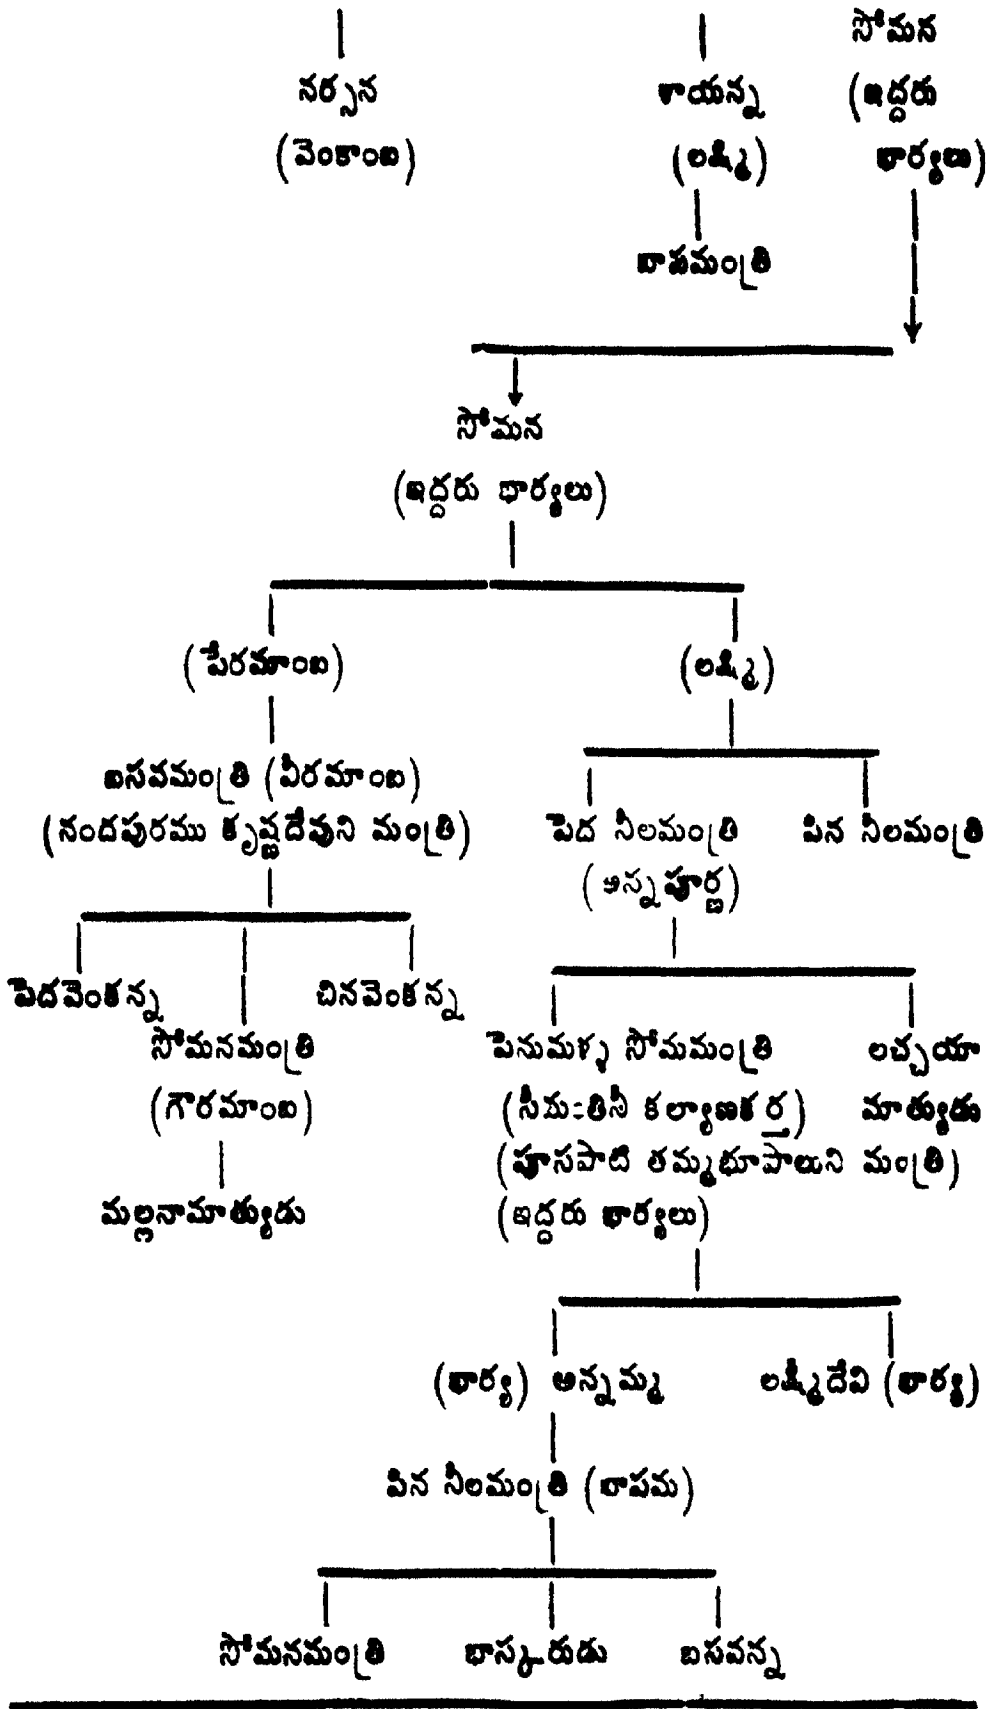 సోమన
నర్సన రాయన్న (ఇద్దరు
(వెంకాంబ) (లక్ష్మి) భార్యలు)
బాపమంత్రి
సోమన
(ఇద్దరు భార్యలు)
(పేరమాంబ) (లక్ష్మి)
బసవమంత్రి (వీరమాంబ)
(నందపురము కృష్ణదేవుని మంత్రి) పెద నీలమంత్రి పిన నీలమంత్రి
(అన్నపూర్ణ)
పెదవెంకన్న చినవెంకన్న
సోమనమంత్రి పెనుమళ్ళ సోమమంత్రి లచ్చయా
(గౌరమాంబ) (సీమంతినీ కల్యాణకర్త) మాత్యుడు
(పూసపాటి తమ్మభూపాలుని మంత్రి)
మల్లనామాత్యుడు (ఇద్దరు భార్యలు)
(భార్య) అన్నమ్మ లక్ష్మీదేవి (భార్య)
పిన నీలమంత్రి (బాపమ)
సోమనమంత్రి భాస్కరుడు బసవన్న